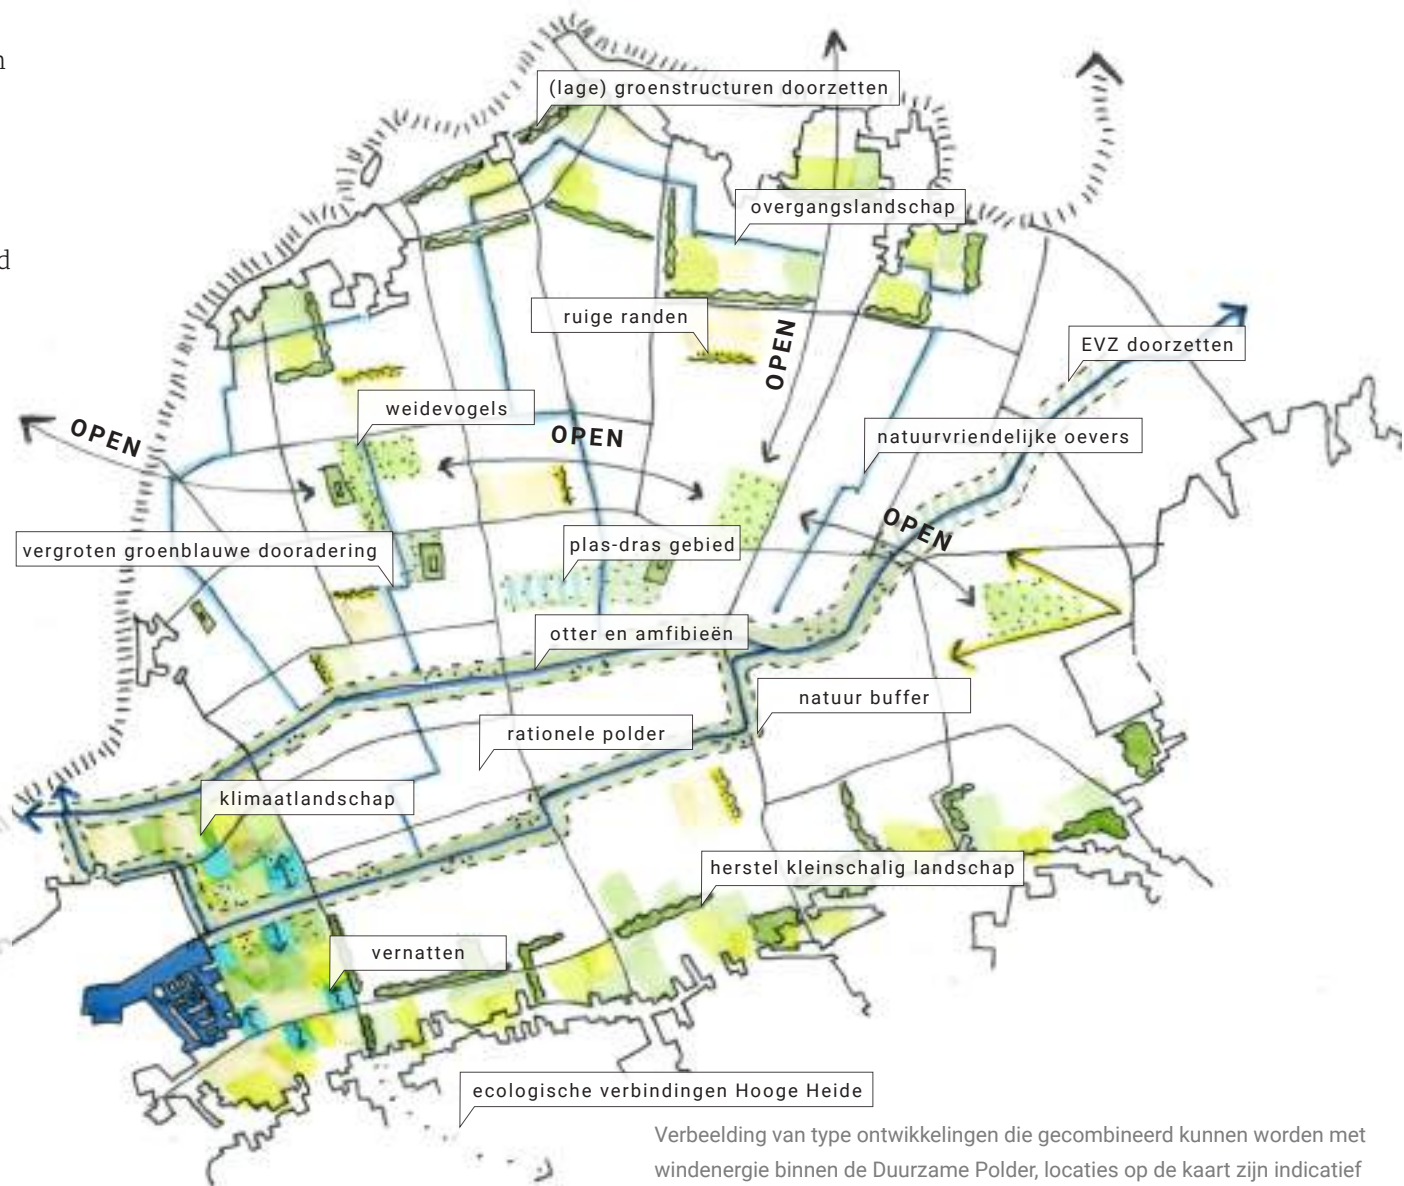 n
(lage) groenstructuren doorzetten
overgangslandschap
d
ruige randen
OPEN
EVZ doorzetten
weidevogels
OPEN
OPEN
natuurvriendelijke oevers
OPEN
vergroten groenblauwe dooradering
plas-dras gebied
otter en amfibieën
natuur buffer
rationele polder
klimaatlandschap
herstel kleinschalig landschap
vernatten
ecologische verbindingen Hooge Heide
Verbeelding van type ontwikkelingen die gecombineerd kunnen worden met
windenergie binnen de Duurzame Polder, locaties op de kaart zijn indicatief